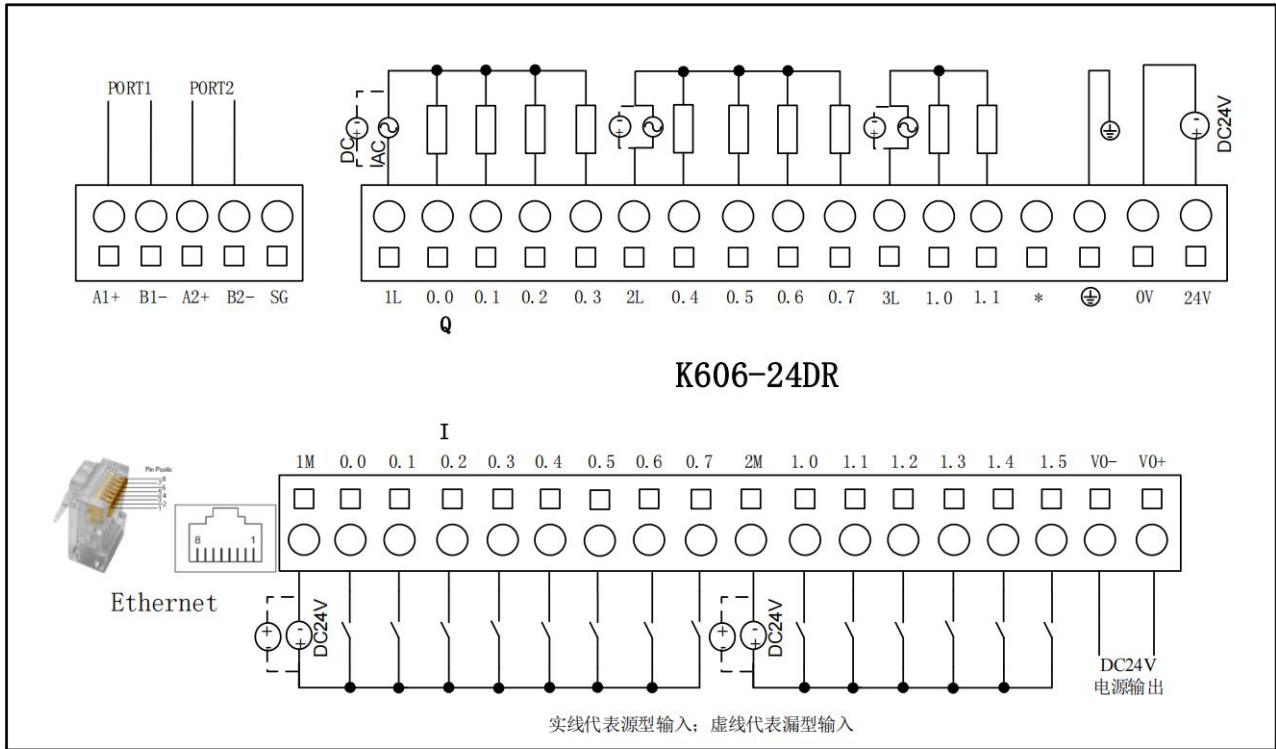 PORT1 PORT2
DC IAC
DC24V
A1+ B1- A2+ B2- SG
1L 0.0 0.1 0.2 0.3 2L 0.4 0.5 0.6 0.7 3L 1.0 1.1 * 0V 24V
Q
K606-24DR
I
1M 0.0 0.1 0.2 0.3 0.4 0.5 0.6 0.7 2M 1.0 1.1 1.2 1.3 1.4 1.5 V0- V0+
8 1
Ethernet
DC24V DC24V
DC24V
电源输出
实线代表源型输入；虚线代表漏型输入